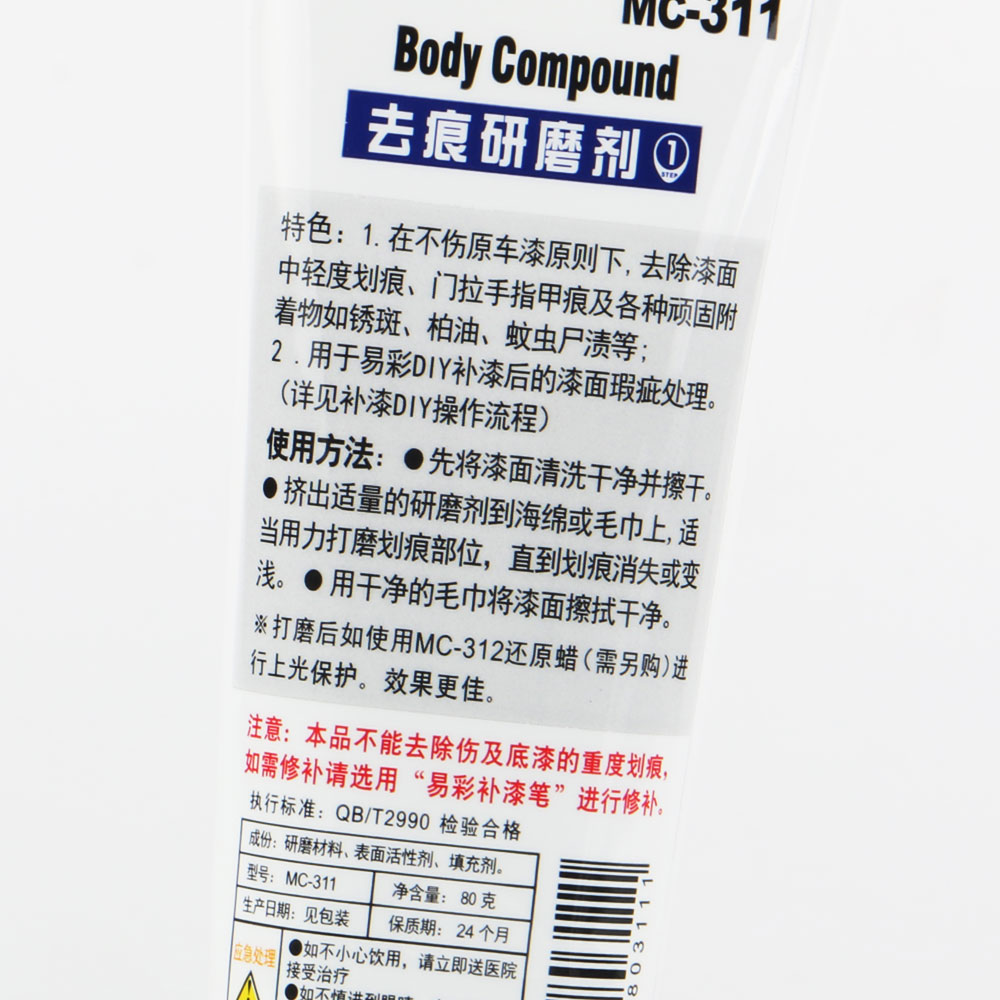 MC-311
Body Compound
去痕研磨剂 1 STEP
特色：1.在不伤原车漆原则下,去除漆面
中轻度划痕、门拉手指甲痕及各种顽固附
着物如锈斑、柏油、蚊虫尸渍等；
2.用于易彩DIY补漆后的漆面瑕疵处理。
（详见补漆DIY操作流程）
使用方法：●先将漆面清洗干净并擦干。
●挤出适量的研磨剂到海绵或毛巾上,适
当用力打磨划痕部位，直到划痕消失或变
浅。●用干净的毛巾将漆面擦拭干净。
※打磨后如使用MC-312还原蜡(需另购)进
行上光保护。效果更佳。
注意：本品不能去除伤及底漆的重度划痕，
如需修补请选用“易彩补漆笔”进行修补。
执行标准：QB/T2990 检验合格
成份：研磨材料、表面活性剂、填充剂。
型号：MC-311 净含量：80克
生产日期：见包装 保质期：24个月
应急处理
●如不小心饮用，请立即送医院
接受治疗
●如不慎进到眼睛
803111